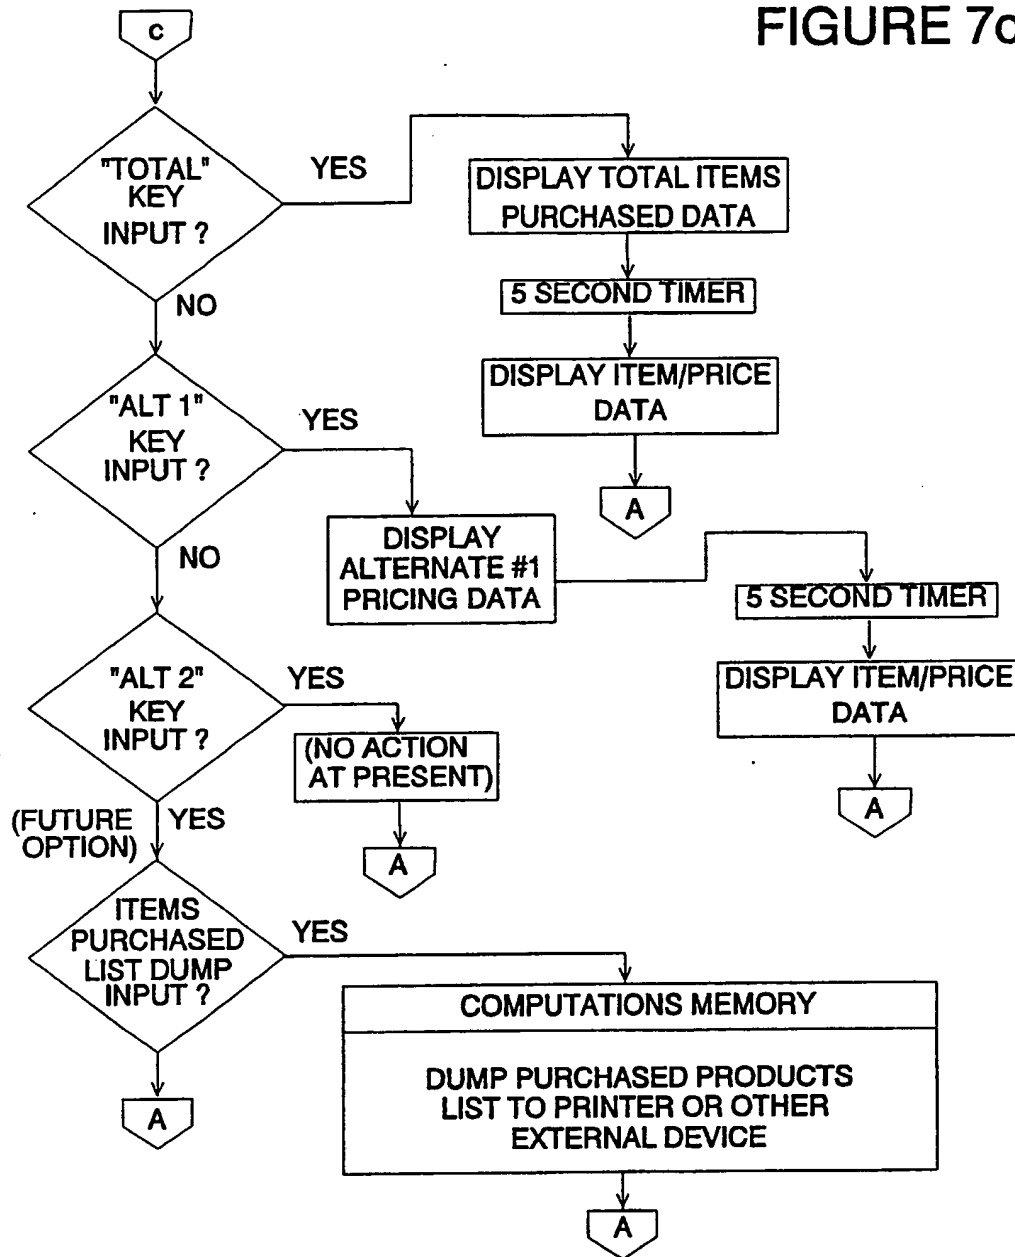 FIGURE 7c
c
"TOTAL"
KEY
INPUT ?
YES
DISPLAY TOTAL ITEMS
PURCHASED DATA
5 SECOND TIMER
DISPLAY ITEM/PRICE
DATA
A
NO
"ALT 1"
KEY
INPUT ?
YES
DISPLAY
ALTERNATE #1
PRICING DATA
5 SECOND TIMER
DISPLAY ITEM/PRICE
DATA
A
NO
"ALT 2"
KEY
INPUT ?
YES
(NO ACTION
AT PRESENT)
A
(FUTURE
OPTION)
YES
ITEMS
PURCHASED
LIST DUMP
INPUT ?
YES
COMPUTATIONS MEMORY
DUMP PURCHASED PRODUCTS
LIST TO PRINTER OR OTHER
EXTERNAL DEVICE
A
A